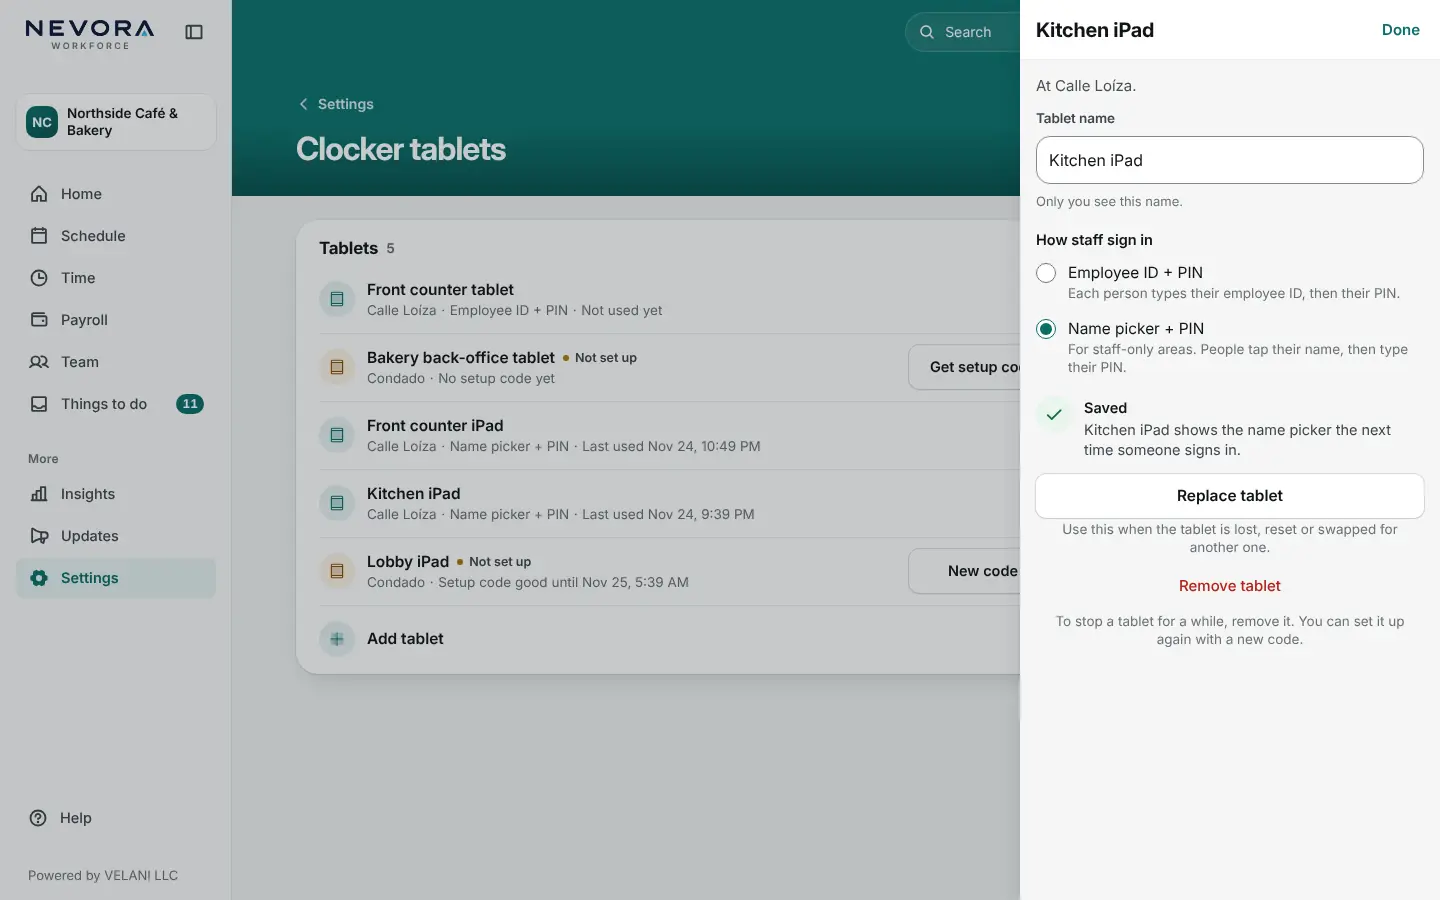 NEVORA
WORKFORCE
NC
Northside Café &
Bakery
Home
Schedule
Time
Payroll
Team
Things to do
11
More
Insights
Updates
Settings
Help
Powered by VELANI LLC
Search
Settings
Clocker tablets
Tablets 5
Front counter tablet
Calle Loíza · Employee ID + PIN · Not used yet
Bakery back-office tablet Not set up
Condado · No setup code yet
Get setup co
Front counter iPad
Calle Loíza · Name picker + PIN · Last used Nov 24, 10:49 PM
Kitchen iPad
Calle Loíza · Name picker + PIN · Last used Nov 24, 9:39 PM
Lobby iPad Not set up
Condado · Setup code good until Nov 25, 5:39 AM
New code
Add tablet
Kitchen iPad
Done
At Calle Loíza.
Tablet name
Kitchen iPad
Only you see this name.
How staff sign in
Employee ID + PIN
Each person types their employee ID, then their PIN.
Name picker + PIN
For staff-only areas. People tap their name, then type
their PIN.
Saved
Kitchen iPad shows the name picker the next
time someone signs in.
Replace tablet
Use this when the tablet is lost, reset or swapped for
another one.
Remove tablet
To stop a tablet for a while, remove it. You can set it up
again with a new code.